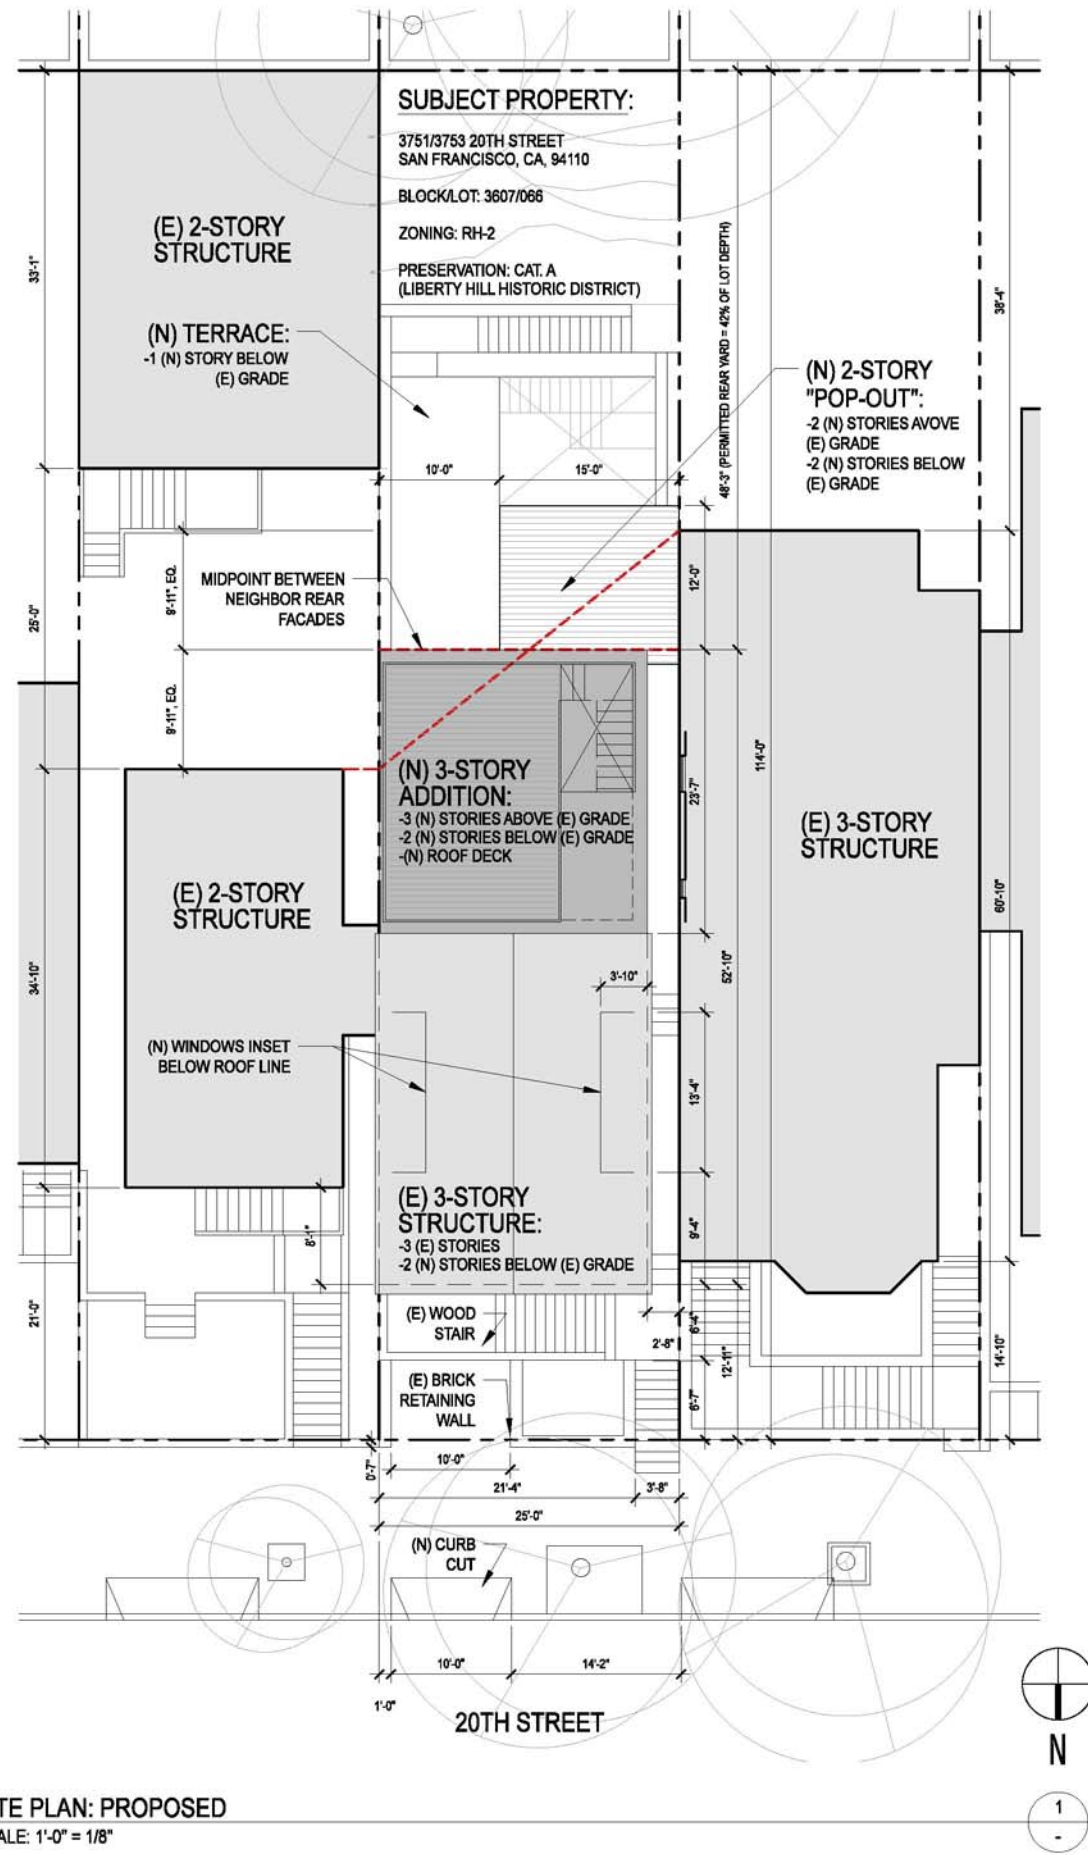 SUBJECT PROPERTY:
3751/3753 20TH STREET
SAN FRANCISCO, CA, 94110
BLOCK/LOT: 3607/066
ZONING: RH-2
PRESERVATION: CAT. A
(LIBERTY HILL HISTORIC DISTRICT)
(E) 2-STORY
STRUCTURE
33'-1"
38'-4"
48'-3" (PERMITTED REAR YARD = 42% OF LOT DEPTH)
(N) TERRACE:
-1 (N) STORY BELOW
(E) GRADE
(N) 2-STORY
"POP-OUT":
-2 (N) STORIES AVOVE
(E) GRADE
-2 (N) STORIES BELOW
(E) GRADE
10'-0"
15'-0"
MIDPOINT BETWEEN
NEIGHBOR REAR
FACADES
9'-11", EQ.
9'-11", EQ.
25'-0"
12'-0"
(N) 3-STORY
ADDITION:
-3 (N) STORIES ABOVE (E) GRADE
-2 (N) STORIES BELOW (E) GRADE
-(N) ROOF DECK
23'-7"
114'-0"
(E) 3-STORY
STRUCTURE
60'-10"
(E) 2-STORY
STRUCTURE
34'-10"
3'-10"
52'-10"
(N) WINDOWS INSET
BELOW ROOF LINE
13'-4"
(E) 3-STORY
STRUCTURE:
-3 (E) STORIES
-2 (N) STORIES BELOW (E) GRADE
9'-4"
8'-1"
21'-0"
(E) WOOD
STAIR
2'-8"
6'-4"
12'-11"
14'-10"
(E) BRICK
RETAINING
WALL
6'-7"
0'-7"
10'-0"
21'-4"
3'-8"
25'-0"
(N) CURB
CUT
10'-0"
14'-2"
1'-0"
20TH STREET
N
TE PLAN: PROPOSED
ALE: 1'-0" = 1/8"
1
-